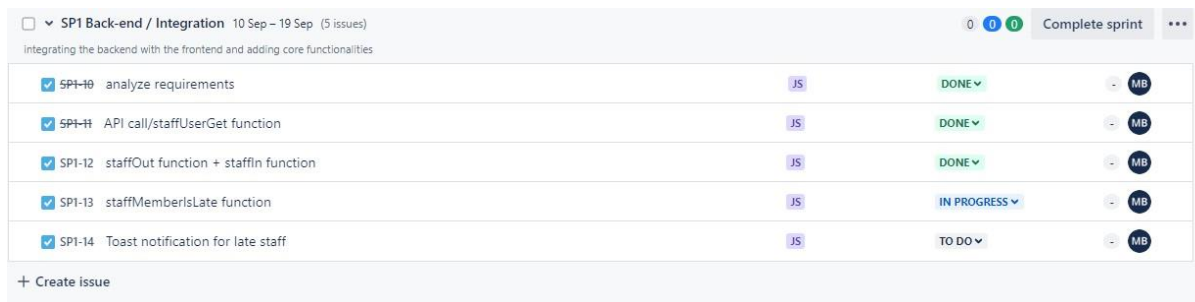 SP1 Back-end / Integration 10 Sep – 19 Sep (5 issues) 0 0 0 Complete sprint
integrating the backend with the frontend and adding core functionalities
SP1-10 analyze requirements JS DONE - MB
SP1-11 API call/staffUserGet function JS DONE - MB
SP1-12 staffOut function + staffIn function JS DONE - MB
SP1-13 staffMemberIsLate function JS IN PROGRESS - MB
SP1-14 Toast notification for late staff JS TO DO - MB
+ Create issue